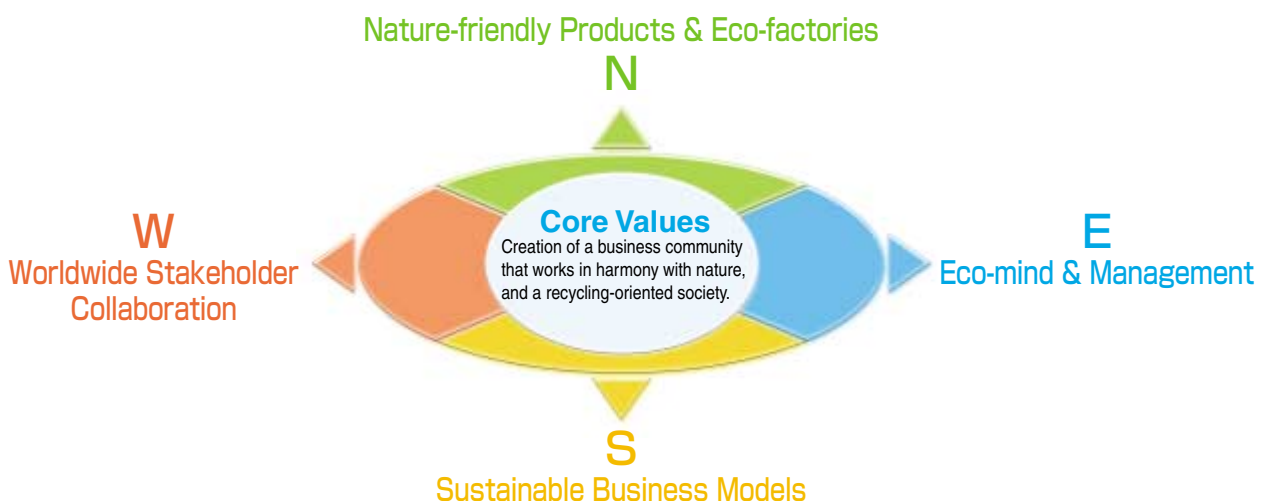 Nature-friendly Products & Eco-factories
N
W
Worldwide Stakeholder
Collaboration
Core Values
Creation of a business community
that works in harmony with nature,
and a recycling-oriented society.
E
Eco-mind & Management
S
Sustainable Business Models